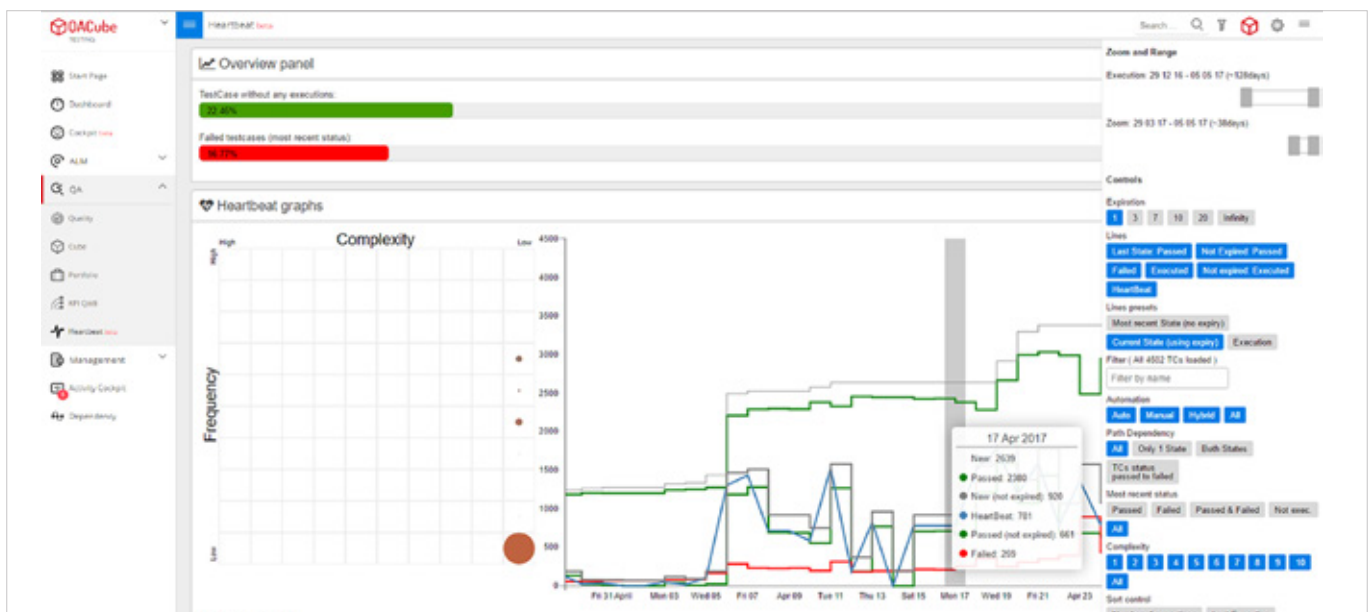 QACube
TESTING
Heartbeat beta
Search...
Start Page
Dashboard
Cockpit beta
ALM
QA
Quality
Cube
Portfolio
KPI QA8
Heartbeat beta
Management
Activity Cockpit
Dependency
Overview panel
TestCase without any executions:
22.46%
Failed testcases (most recent status)
Heartbeat graphs
High
Complexity
Low
High
Frequency
Low
4500
4000
3500
3000
2500
2000
1500
1000
500
0
Fri 31 April Mon 03 Wed 05 Fri 07 Apr 09 Tue 11 Thu 13 Sat 15 Mon 17 Wed 19 Fri 21 Apr 23
17 Apr 2017
New: 2639
Passed: 2380
New (not expired): 920
HeartBeat: 781
Passed (not expired): 661
Failed: 259
Zoom and Range
Execution: 29 12 16 - 05 05 17 (~128days)
Zoom: 29 03 17 - 05 05 17 (~38days)
Controls
Expiration
1 3 7 10 20 Infinity
Lines
Last State: Passed Not Expired: Passed
Failed Executed Not expired: Executed
HeartBeat
Lines presets
Most recent State (no expiry)
Current State (using expiry) Execution
Filter ( All 4502 TCs loaded )
Filter by name
Automation
Auto Manual Hybrid All
Path Dependency
All Only 1 State Both States
TCs status
passed to failed
Most recent status
Passed Failed Passed & Failed Not exec.
All
Complexity
1 2 3 4 5 6 7 8 9 10
All
Sort control